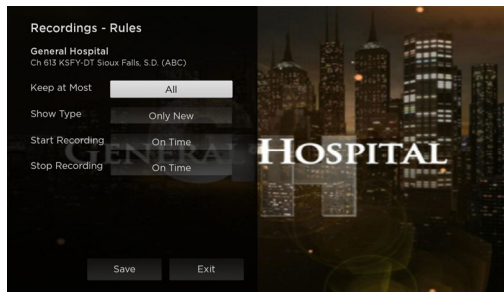 Recordings - Rules
General Hospital
Ch 613 KSFY-DT Sioux Falls, S.D. (ABC)
Keep at Most All
Show Type Only New
Start Recording On Time
Stop Recording On Time
GENERAL HOSPITAL
Save Exit